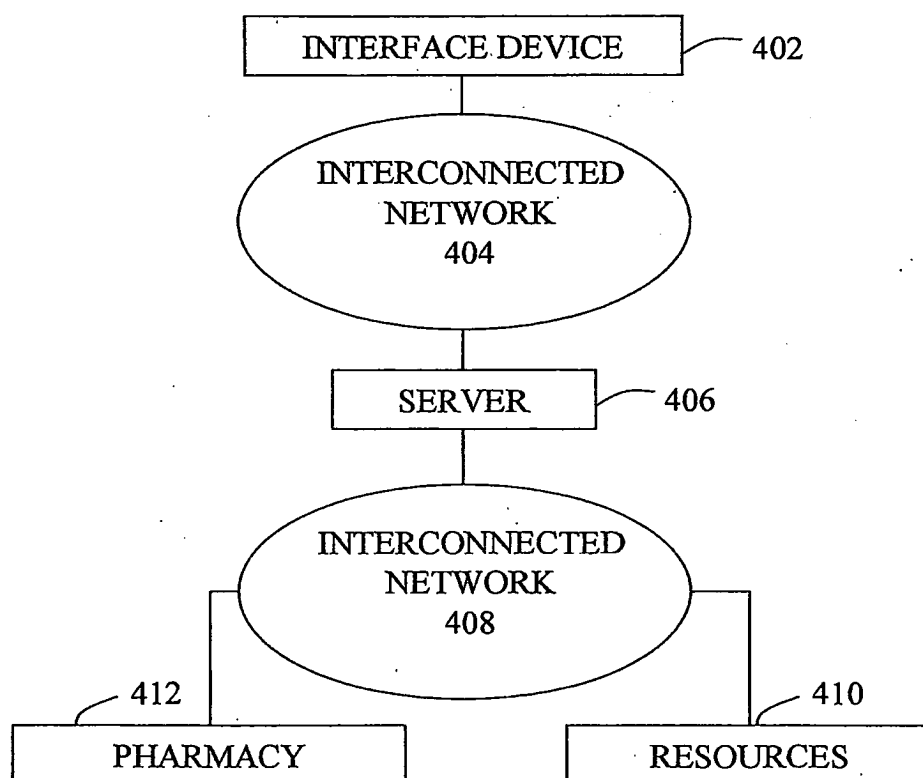 INTERFACE DEVICE
402
INTERCONNECTED
NETWORK
404
SERVER
406
INTERCONNECTED
NETWORK
408
412
410
PHARMACY
RESOURCES